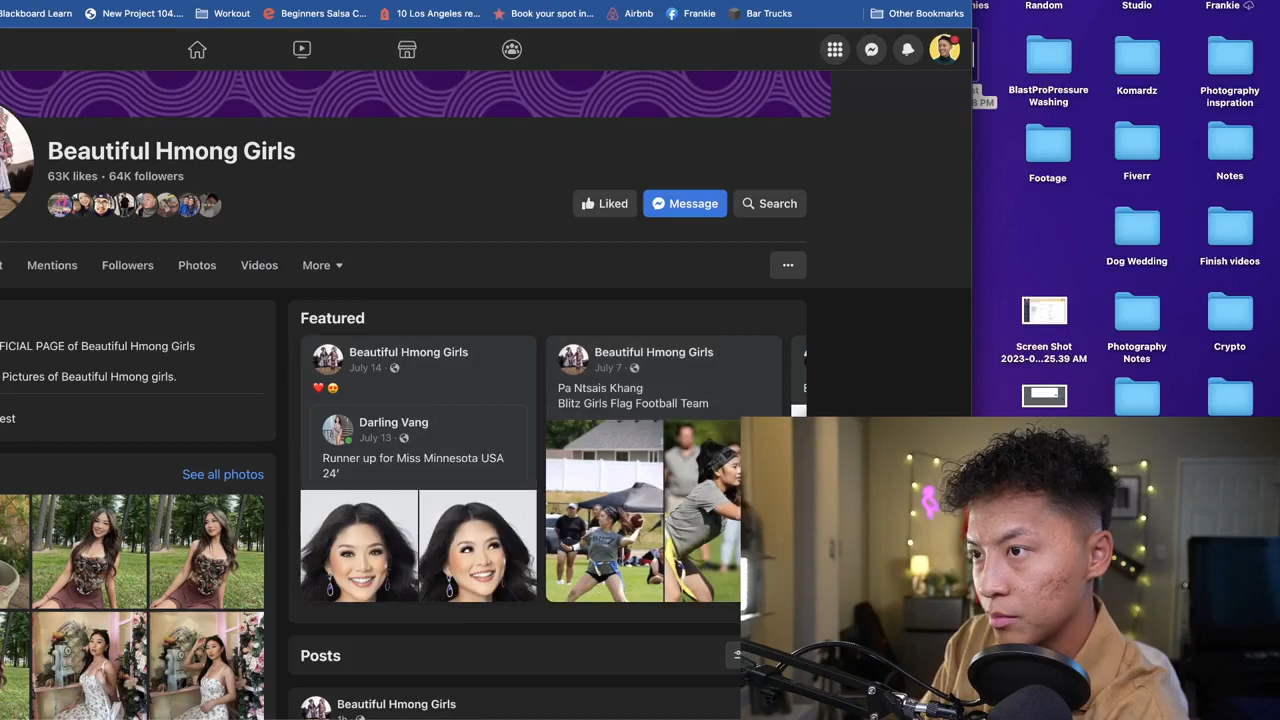 Blackboard Learn
New Project 104....
Workout
Beginners Salsa C...
10 Los Angeles re...
Book your spot in...
Airbnb
Frankie
Bar Trucks
Other Bookmarks
Random
Studio
Frankie
Beautiful Hmong Girls
63K likes • 64K followers
Liked
Message
Search
Mentions
Followers
Photos
Videos
More
Featured
FICIAL PAGE of Beautiful Hmong Girls
Pictures of Beautiful Hmong girls.
See all photos
Beautiful Hmong Girls
July 14 ·
Darling Vang
July 13 ·
Runner up for Miss Minnesota USA
24'
Beautiful Hmong Girls
July 7 ·
Pa Ntsais Khang
Blitz Girls Flag Football Team
Posts
Beautiful Hmong Girls
1h ·
BlastProPressure
Washing
Komardz
Photography
inspration
Footage
Fiverr
Notes
Dog Wedding
Finish videos
Screen Shot
2023-0...25.39 AM
Photography
Notes
Crypto